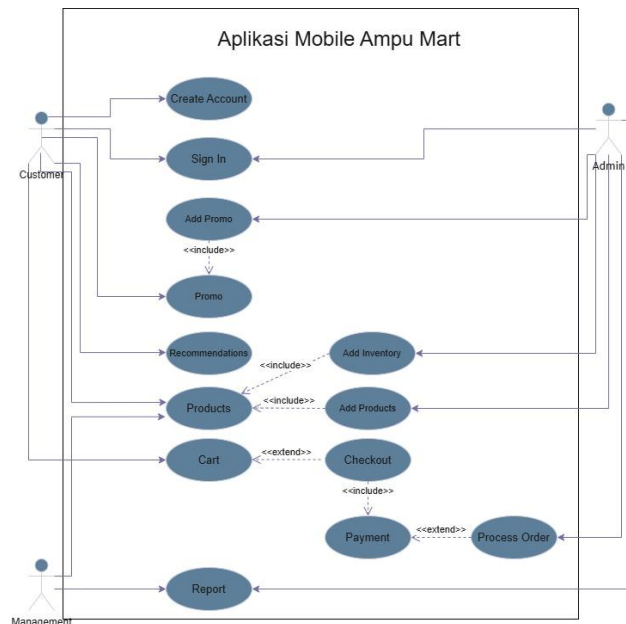 Aplikasi Mobile Ampu Mart
Create Account
Sign In
Customer
Admin
Add Promo
<<include>>
Promo
Recommendations
Add Inventory
<<include>>
Products
<<include>>
Add Products
Cart
<<extend>>
Checkout
<<include>>
Payment
<<extend>>
Process Order
Report
Management